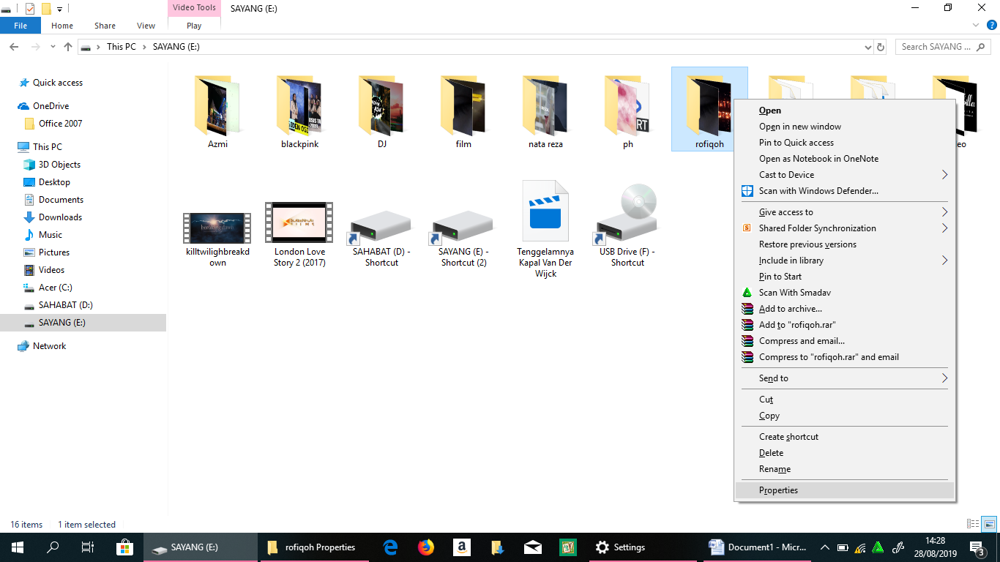 Video Tools
SAYANG (E:)
File
Home
Share
View
Play
This PC
SAYANG (E:)
Search SAYANG ...
Quick access
OneDrive
Office 2007
This PC
3D Objects
Desktop
Documents
Downloads
Music
Pictures
Videos
Acer (C:)
SAHABAT (D:)
SAYANG (E:)
Network
Azmi
blackpink
DJ
film
nata reza
ph
rofiqoh
killtwilighbreakd
own
London Love
Story 2 (2017)
SAHABAT (D) -
Shortcut
SAYANG (E) -
Shortcut (2)
Tenggelamnya
Kapal Van Der
Wijck
USB Drive (F) -
Shortcut
Open
Open in new window
Pin to Quick access
Open as Notebook in OneNote
Cast to Device
Scan with Windows Defender...
Give access to
Shared Folder Synchronization
Restore previous versions
Include in library
Pin to Start
Scan With Smadav
Add to archive...
Add to "rofiqoh.rar"
Compress and email...
Compress to "rofiqoh.rar" and email
Send to
Cut
Copy
Create shortcut
Delete
Rename
Properties
16 items
1 item selected
SAYANG (E:)
rofiqoh Properties
Settings
Document1 - Micr...
14:28
28/08/2019
3